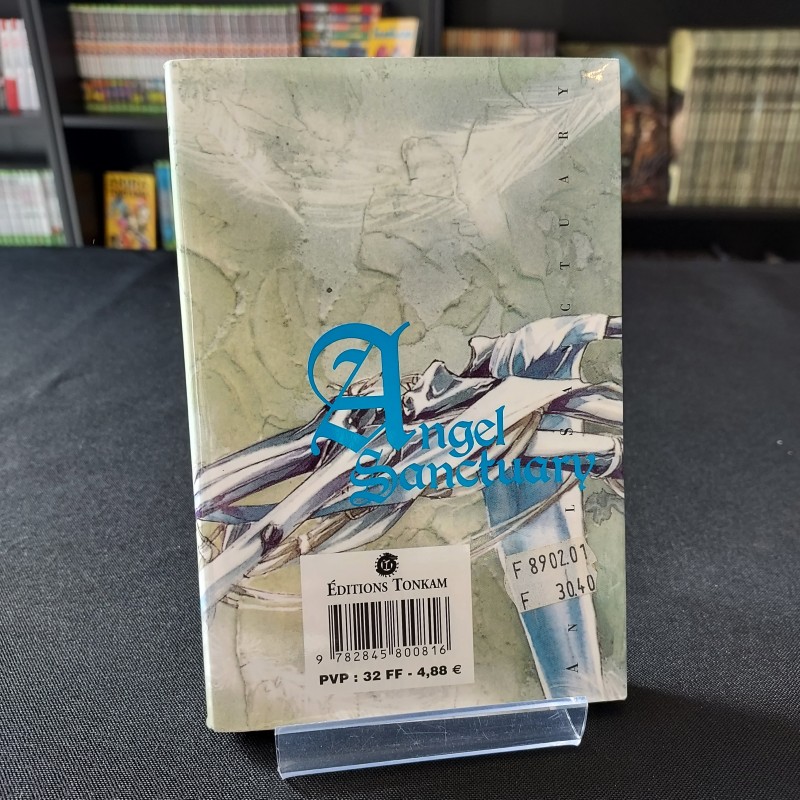 Angel
Sanctuary
ANGEL SANCTUARY
ÉDITIONS TONKAM
9 782845 800816
PVP : 32 FF - 4,88 €
F 8902.01
F 30.40